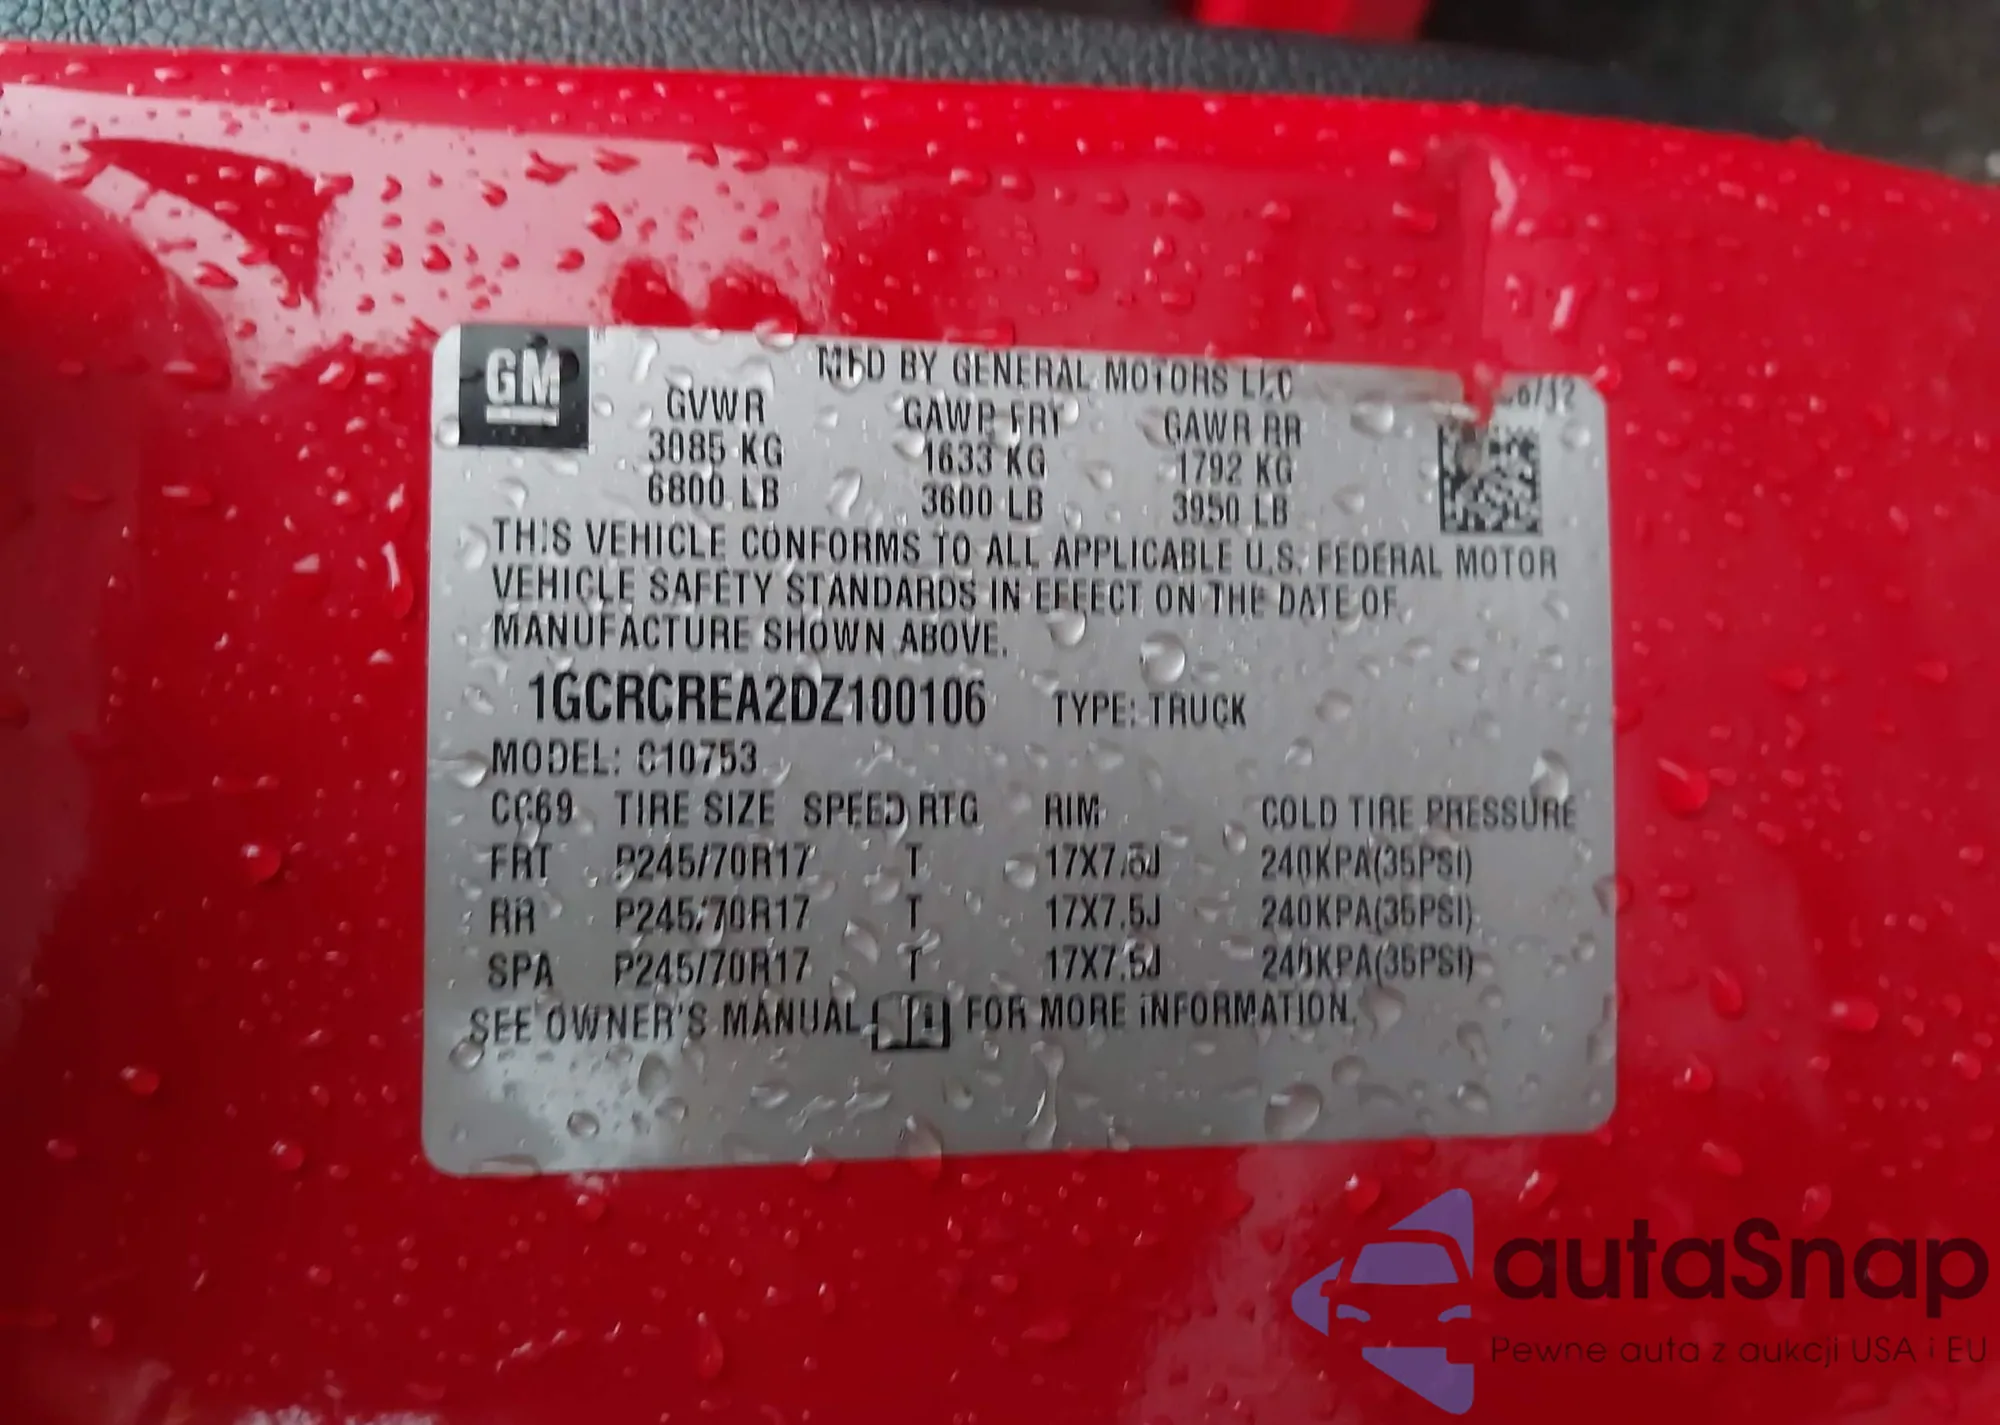 GM
MFD BY GENERAL MOTORS LLC
GVWR GAWR FRT GAWR RR
3085 KG 1633 KG 1792 KG
6800 LB 3600 LB 3950 LB
THIS VEHICLE CONFORMS TO ALL APPLICABLE U.S. FEDERAL MOTOR
VEHICLE SAFETY STANDARDS IN EFFECT ON THE DATE OF
MANUFACTURE SHOWN ABOVE.
1GCRCREA2DZ100106 TYPE: TRUCK
MODEL: C10753
CC69 TIRE SIZE SPEED RTG RIM COLD TIRE PRESSURE
FRT P245/70R17 T 17X7.5J 240KPA(35PSI)
RR P245/70R17 T 17X7.5J 240KPA(35PSI)
SPA P245/70R17 T 17X7.5J 240KPA(35PSI)
SEE OWNER'S MANUAL FOR MORE INFORMATION.
autaSnap
Pewne auta z aukcji USA i EU